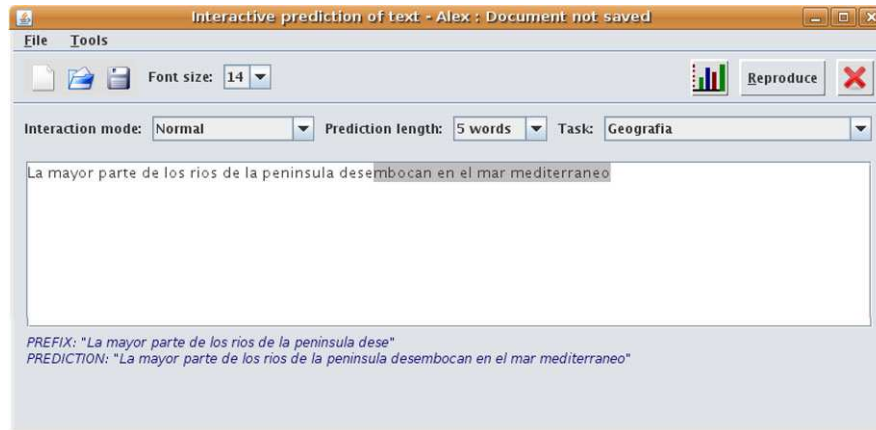 Interactive prediction of text - Alex : Document not saved
File Tools
Font size: 14 Reproduce
Interaction mode: Normal Prediction length: 5 words Task: Geografia
La mayor parte de los rios de la peninsula desembocan en el mar mediterraneo
PREFIX: "La mayor parte de los rios de la peninsula dese"
PREDICTION: "La mayor parte de los rios de la peninsula desembocan en el mar mediterraneo"